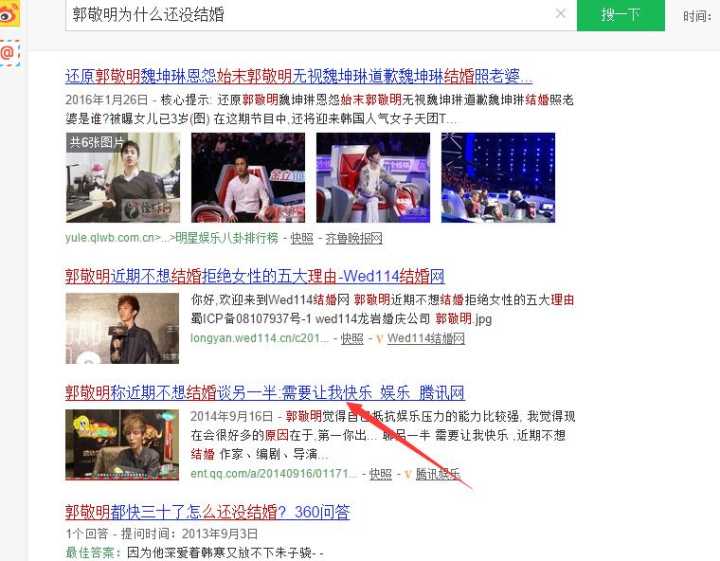 郭敬明为什么还没结婚
搜一下
时间:
还原郭敬明魏坤琳恩怨始末郭敬明无视魏坤琳道歉魏坤琳结婚照老婆...
2016年1月26日 - 核心提示: 还原郭敬明魏坤琳恩怨始末郭敬明无视魏坤琳道歉魏坤琳结婚照老
婆是谁?被曝女儿已3岁(图) 在这期节目中,还将迎来韩国人气女子天团T...
共6张图片
yule.qlwb.com.cn>...>明星娱乐八卦排行榜 - 快照 - 齐鲁晚报网
郭敬明近期不想结婚拒绝女性的五大理由-Wed114结婚网
你好,欢迎来到Wed114结婚网 郭敬明近期不想结婚拒绝女性的五大理由
蜀ICP备08107937号-1 wed114龙岩婚庆公司 郭敬明.jpg
longyan.wed114.cn/c201... - 快照 - v Wed114结婚网
郭敬明称近期不想结婚谈另一半:需要让我快乐_娱乐_腾讯网
2014年9月16日 - 郭敬明觉得自己抵抗娱乐压力的能力比较强, 我觉得现
在会很好多的原因在于,第一你出... 聊另一半 需要让我快乐 ,近期不想
结婚 作家、编剧、导演...
ent.qq.com/a/20140916/01171... - 快照 - v 腾讯娱乐
郭敬明都快三十了怎么还没结婚?_360问答
1个回答 - 提问时间: 2013年9月3日
最佳答案: 因为他深爱着韩寒又放不下朱子骁- -